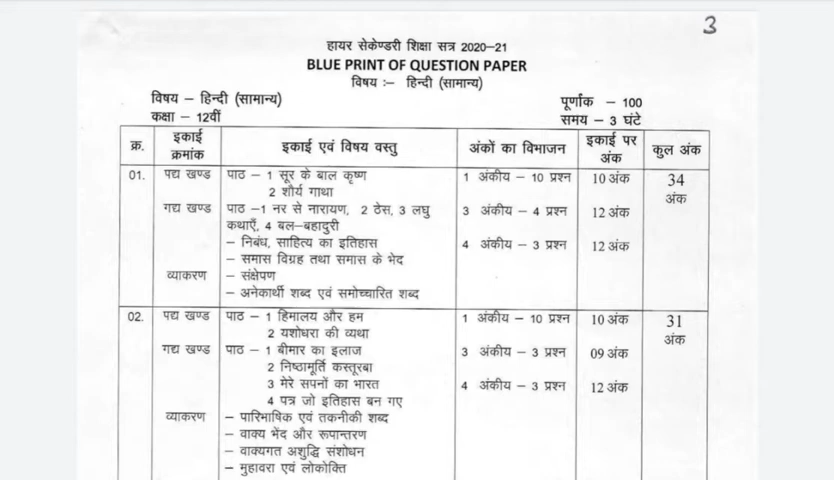 3
हायर सेकेण्डरी शिक्षा सत्र 2020–21
BLUE PRINT OF QUESTION PAPER
विषय :– हिन्दी (सामान्य)
विषय – हिन्दी (सामान्य) पूर्णांक – 100
कक्षा – 12वीं समय – 3 घंटे
क्र. इकाई क्रमांक इकाई एवं विषय वस्तु अंकों का विभाजन इकाई पर अंक कुल अंक
01. पद्य खण्ड पाठ – 1 सूर के बाल कृष्ण 1 अंकीय – 10 प्रश्न 10 अंक 34 अंक
2 शौर्य गाथा
गद्य खण्ड पाठ –1 नर से नारायण, 2 ठेस, 3 लघु 3 अंकीय – 4 प्रश्न 12 अंक
कथाएँ, 4 बल–बहादुरी
– निबंध, साहित्य का इतिहास 4 अंकीय – 3 प्रश्न 12 अंक
– समास विग्रह तथा समास के भेद
व्याकरण – संक्षेपण
– अनेकार्थी शब्द एवं समोच्चारित शब्द
02. पद्य खण्ड पाठ – 1 हिमालय और हम 1 अंकीय – 10 प्रश्न 10 अंक 31 अंक
2 यशोधरा की व्यथा
गद्य खण्ड पाठ – 1 बीमार का इलाज 3 अंकीय – 3 प्रश्न 09 अंक
2 निष्ठामूर्ति कस्तूरबा
3 मेरे सपनों का भारत 4 अंकीय – 3 प्रश्न 12 अंक
4 पत्र जो इतिहास बन गए
व्याकरण – पारिभाषिक एवं तकनीकी शब्द
– वाक्य भेंद और रूपान्तरण
– वाक्यगत अशुद्धि संशोधन
– मुहावरा एवं लोकोक्ति